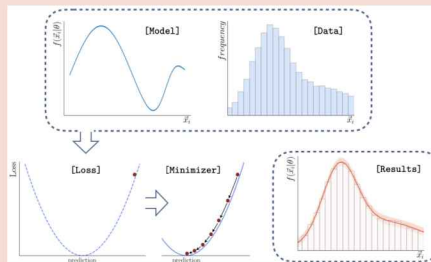 [Model]
f(x⃗ᵢ|θ)
x⃗ᵢ
[Data]
frequency
x⃗ᵢ
[Loss]
Loss
prediction
[Minimizer]
prediction
[Results]
f(x⃗ᵢ|θ)
x⃗ᵢ